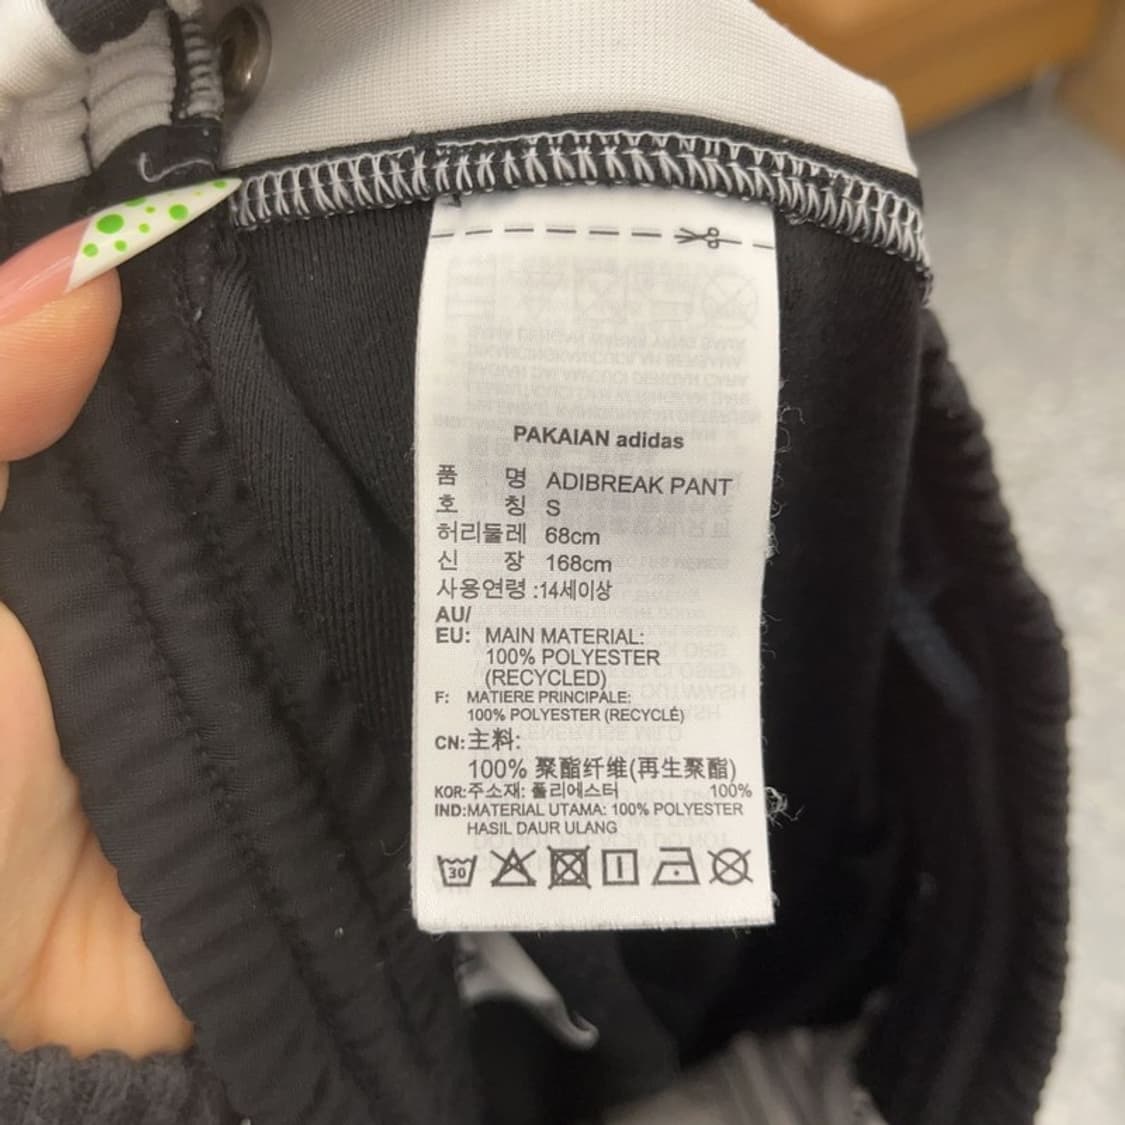 PAKAIAN adidas
품 명 ADIBREAK PANT
호 칭 S
허리둘레 68cm
신 장 168cm
사용연령 :14세이상
AU/
EU: MAIN MATERIAL:
100% POLYESTER
(RECYCLED)
F: MATIERE PRINCIPALE:
100% POLYESTER (RECYCLÉ)
CN:主料:
100% 聚酯纤维(再生聚酯)
KOR:주소재: 폴리에스터 100%
IND:MATERIAL UTAMA: 100% POLYESTER
HASIL DAUR ULANG
30